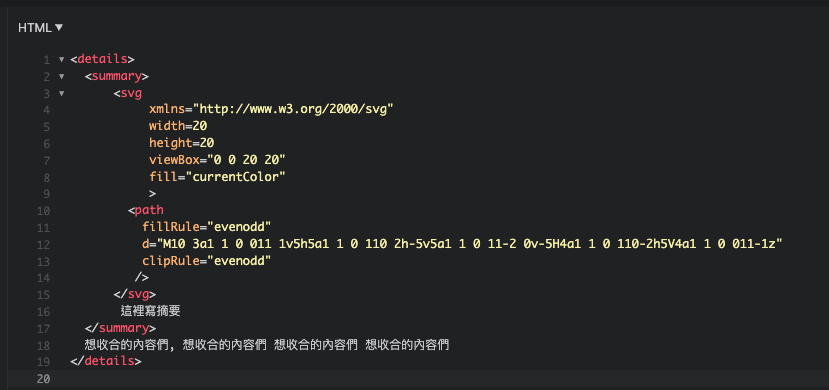 HTML ▼
1 ▼ <details>
2 ▼ <summary>
3 ▼ <svg
4 xmlns="http://www.w3.org/2000/svg"
5 width=20
6 height=20
7 viewBox="0 0 20 20"
8 fill="currentColor"
9 >
10 <path
11 fillRule="evenodd"
12 d="M10 3a1 1 0 011 1v5h5a1 1 0 110 2h-5v5a1 1 0 11-2 0v-5H4a1 1 0 110-2h5V4a1 1 0 011-1z"
13 clipRule="evenodd"
14 />
15 </svg>
16 這裡寫摘要
17 </summary>
18 想收合的內容們, 想收合的內容們 想收合的內容們 想收合的內容們
19 </details>
20